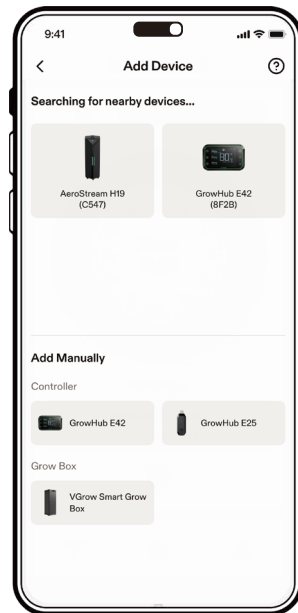 9:41
Add Device
?
Searching for nearby devices...
AeroStream H19
(C547)
GrowHub E42
(8F2B)
Add Manually
Controller
GrowHub E42
GrowHub E25
Grow Box
VGrow Smart Grow
Box